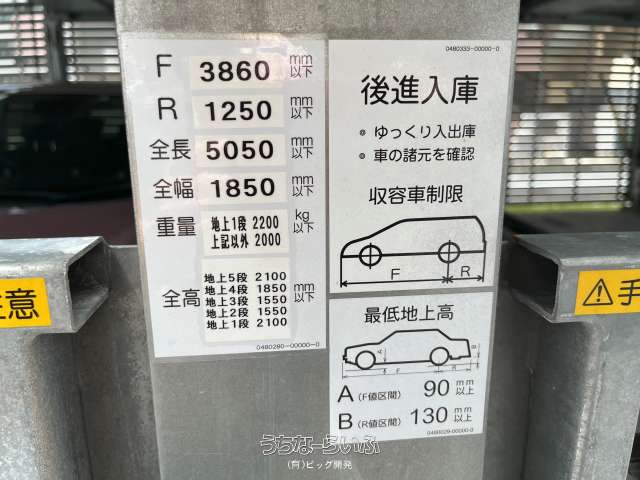 F 3860 mm以下
R 1250 mm以下
全長 5050 mm以下
全幅 1850 mm以下
重量 地上1段 2200 kg以下
上記以外 2000
全高 mm以下
地上5段 2100
地上4段 1850
地上3段 1550
地上2段 1550
地上1段 2100
0480280-00000-0
0480333-00000-0
後進入庫
ゆっくり入出庫
車の諸元を確認
収容車制限
F R
最低地上高
A B
F R
A (F値区間) 90 mm以上
B (R値区間) 130 mm以上
0480029-00000-0
注意
⚠手
うちなーらいふ
(有)ビッグ開発